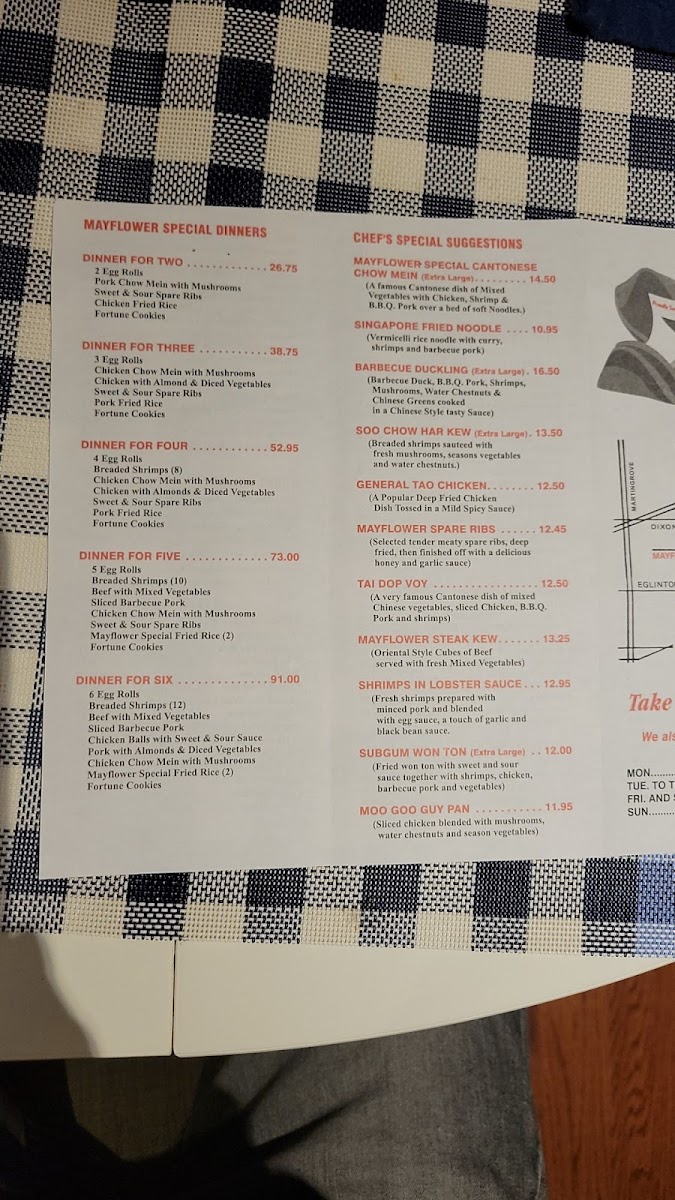 MAYFLOWER SPECIAL DINNERS
DINNER FOR TWO ............ 26.75
2 Egg Rolls
Pork Chow Mein with Mushrooms
Sweet & Sour Spare Ribs
Chicken Fried Rice
Fortune Cookies
DINNER FOR THREE .......... 38.75
3 Egg Rolls
Chicken Chow Mein with Mushrooms
Chicken with Almond & Diced Vegetables
Sweet & Sour Spare Ribs
Pork Fried Rice
Fortune Cookies
DINNER FOR FOUR ........... 52.95
4 Egg Rolls
Breaded Shrimps (8)
Chicken Chow Mein with Mushrooms
Chicken with Almonds & Diced Vegetables
Sweet & Sour Spare Ribs
Pork Fried Rice
Fortune Cookies
DINNER FOR FIVE ............ 73.00
5 Egg Rolls
Breaded Shrimps (10)
Beef with Mixed Vegetables
Sliced Barbecue Pork
Chicken Chow Mein with Mushrooms
Sweet & Sour Spare Ribs
Mayflower Special Fried Rice (2)
Fortune Cookies
DINNER FOR SIX ............. 91.00
6 Egg Rolls
Breaded Shrimps (12)
Beef with Mixed Vegetables
Sliced Barbecue Pork
Chicken Balls with Sweet & Sour Sauce
Pork with Almonds & Diced Vegetables
Chicken Chow Mein with Mushrooms
Mayflower Special Fried Rice (2)
Fortune Cookies
CHEF'S SPECIAL SUGGESTIONS
MAYFLOWER SPECIAL CANTONESE
CHOW MEIN (Extra Large)........ 14.50
(A famous Cantonese dish of Mixed
Vegetables with Chicken, Shrimp &
B.B.Q. Pork over a bed of soft Noodles.)
SINGAPORE FRIED NOODLE .... 10.95
(Vermicelli rice noodle with curry,
shrimps and barbecue pork)
BARBECUE DUCKLING (Extra Large) . 16.50
(Barbecue Duck, B.B.Q. Pork, Shrimps,
Mushrooms, Water Chestnuts &
Chinese Greens cooked
in a Chinese Style tasty Sauce)
SOO CHOW HAR KEW (Extra Large). 13.50
(Breaded shrimps sauteed with
fresh mushrooms, seasons vegetables
and water chestnuts.)
GENERAL TAO CHICKEN........ 12.50
(A Popular Deep Fried Chicken
Dish Tossed in a Mild Spicy Sauce)
MAYFLOWER SPARE RIBS ...... 12.45
(Selected tender meaty spare ribs, deep
fried, then finished off with a delicious
honey and garlic sauce)
TAI DOP VOY ................ 12.50
(A very famous Cantonese dish of mixed
Chinese vegetables, sliced Chicken, B.B.Q.
Pork and shrimps)
MAYFLOWER STEAK KEW....... 13.25
(Oriental Style Cubes of Beef
served with fresh Mixed Vegetables)
SHRIMPS IN LOBSTER SAUCE... 12.95
(Fresh shrimps prepared with
minced pork and blended
with egg sauce, a touch of garlic and
black bean sauce.
SUBGUM WON TON (Extra Large) .. 12.00
(Fried won ton with sweet and sour
sauce together with shrimps, chicken,
barbecue pork and vegetables)
MOO GOO GUY PAN ........... 11.95
(Sliced chicken blended with mushrooms,
water chestnuts and season vegetables)
MARTINGROVE
DIXON
MAYF
EGLINTO
Take
We als
MON.........
TUE. TO T
FRI. AND S
SUN.........